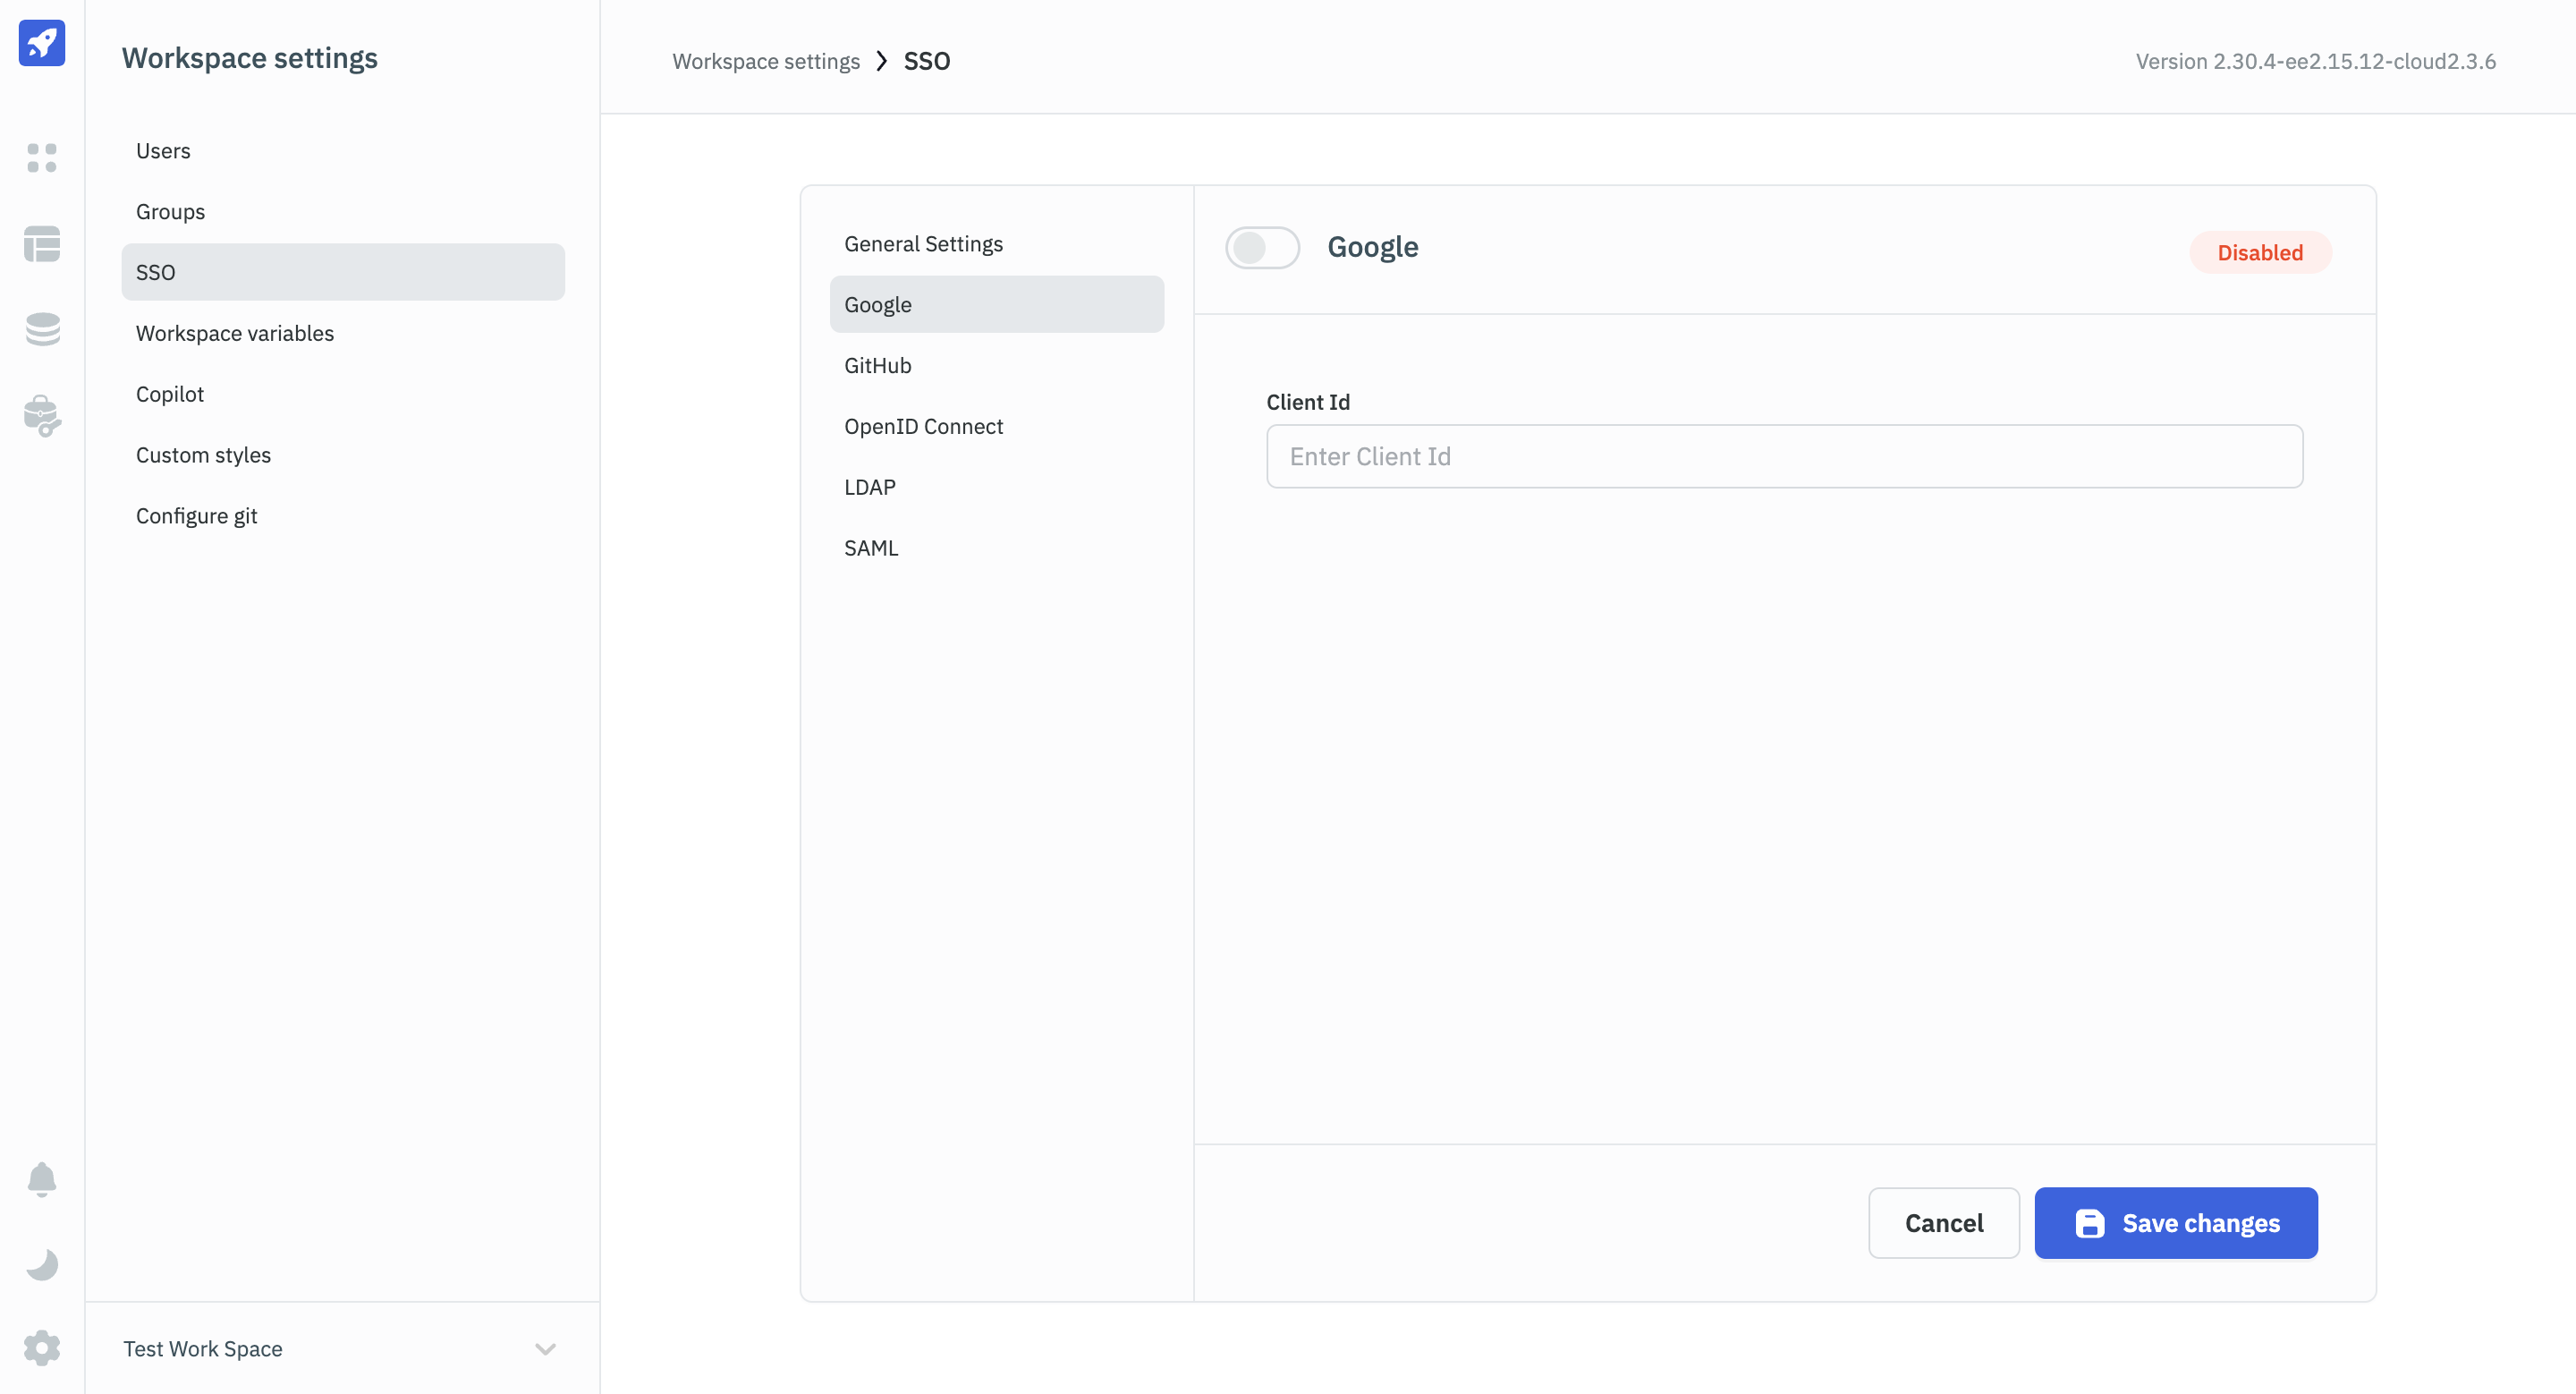 Workspace settings
Users
Groups
SSO
Workspace variables
Copilot
Custom styles
Configure git
Test Work Space
Workspace settings > SSO
Version 2.30.4-ee2.15.12-cloud2.3.6
General Settings
Google
GitHub
OpenID Connect
LDAP
SAML
Google
Disabled
Client Id
Enter Client Id
Cancel
Save changes